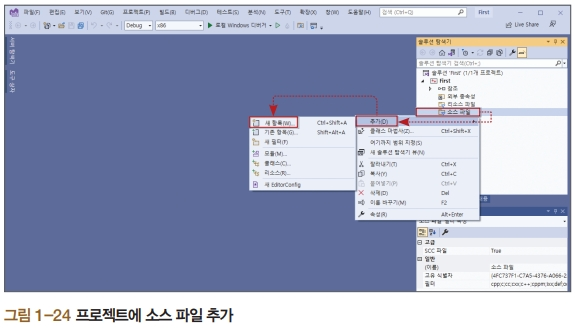 파일(F) 편집(E) 보기(V) Git(G) 프로젝트(P) 빌드(B) 디버그(D) 테스트(S) 분석(N) 도구(T) 확장(X) 창(W) 도움말(H) 검색 (Ctrl+Q) First
Debug x86 로컬 Windows 디버거 Live Share
서버 탐색기 도구 상자
솔루션 탐색기
솔루션 탐색기 검색(Ctrl+;)
솔루션 'First' (1/1개 프로젝트)
First
참조
외부 종속성
리소스 파일
소스 파일
추가(D)
클래스 마법사(Z)... Ctrl+Shift+X
여기까지 범위 지정(S)
새 솔루션 탐색기 뷰(N)
잘라내기(T) Ctrl+X
복사(Y) Ctrl+C
붙여넣기(P) Ctrl+V
삭제(D) Del
이름 바꾸기(M) F2
속성(R) Alt+Enter
새 항목(W)... Ctrl+Shift+A
기존 항목(G)... Shift+Alt+A
새 필터(F)
모듈(M)...
클래스(C)...
리소스(R)...
새 EditorConfig
고급
SCC 파일 True
일반
(이름) 소스 파일
고유 식별자 {4FC737F1-C7A5-4376-A066-2
필터 cpp;c;cc;cxx;c++;cppm;ixx;def;o
그림 1-24 프로젝트에 소스 파일 추가